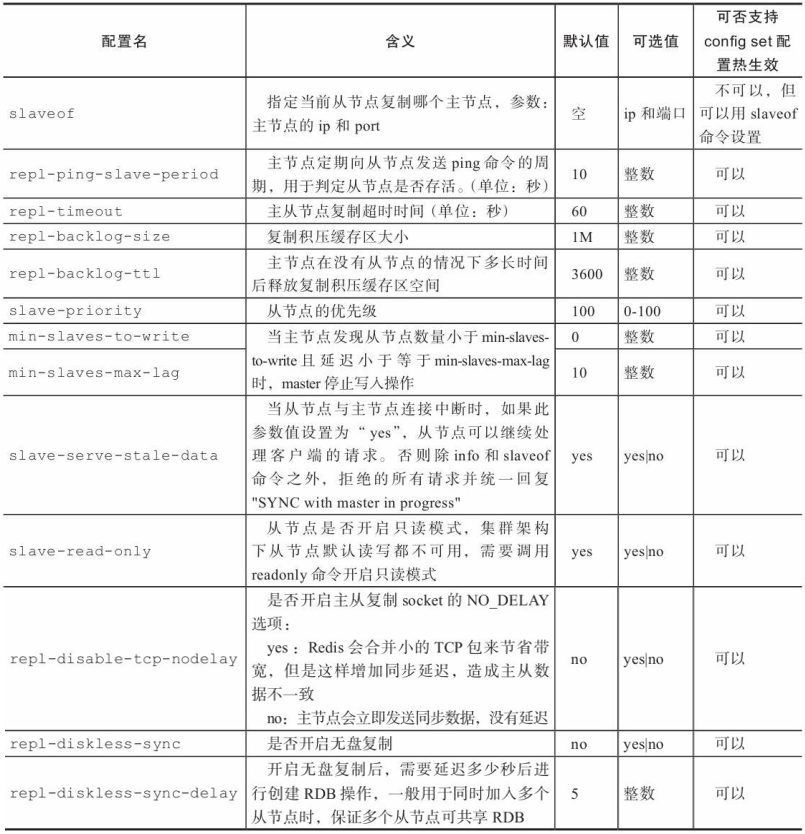 配置名 含义 默认值 可选值 可否支持
config set 配
置热生效
slaveof 指定当前从节点复制哪个主节点，参数：
主节点的 ip 和 port 空 ip 和端口 不可以，但
可以用 slaveof
命令设置
repl-ping-slave-period 主节点定期向从节点发送 ping 命令的周
期，用于判定从节点是否存活。（单位：秒） 10 整数 可以
repl-timeout 主从节点复制超时时间（单位：秒） 60 整数 可以
repl-backlog-size 复制积压缓存区大小 1M 整数 可以
repl-backlog-ttl 主节点在没有从节点的情况下多长时间
后释放复制积压缓存区空间 3600 整数 可以
slave-priority 从节点的优先级 100 0-100 可以
min-slaves-to-write 当主节点发现从节点数量小于 min-slaves-
to-write 且延迟小于等于 min-slaves-max-lag
时，master 停止写入操作 0 整数 可以
min-slaves-max-lag 10 整数 可以
slave-serve-stale-data 当从节点与主节点连接中断时，如果此
参数值设置为“yes”，从节点可以继续处
理客户端的请求。否则除 info 和 slaveof
命令之外，拒绝的所有请求并统一回复
"SYNC with master in progress" yes yes|no 可以
slave-read-only 从节点是否开启只读模式，集群架构
下从节点默认读写都不可用，需要调用
readonly 命令开启只读模式 yes yes|no 可以
repl-disable-tcp-nodelay 是否开启主从复制 socket 的 NO_DELAY
选项：
yes：Redis 会合并小的 TCP 包来节省带
宽，但是这样增加同步延迟，造成主从数
据不一致
no：主节点会立即发送同步数据，没有延迟 no yes|no 可以
repl-diskless-sync 是否开启无盘复制 no yes|no 可以
repl-diskless-sync-delay 开启无盘复制后，需要延迟多少秒后进
行创建 RDB 操作，一般用于同时加入多个
从节点时，保证多个从节点可共享 RDB 5 整数 可以